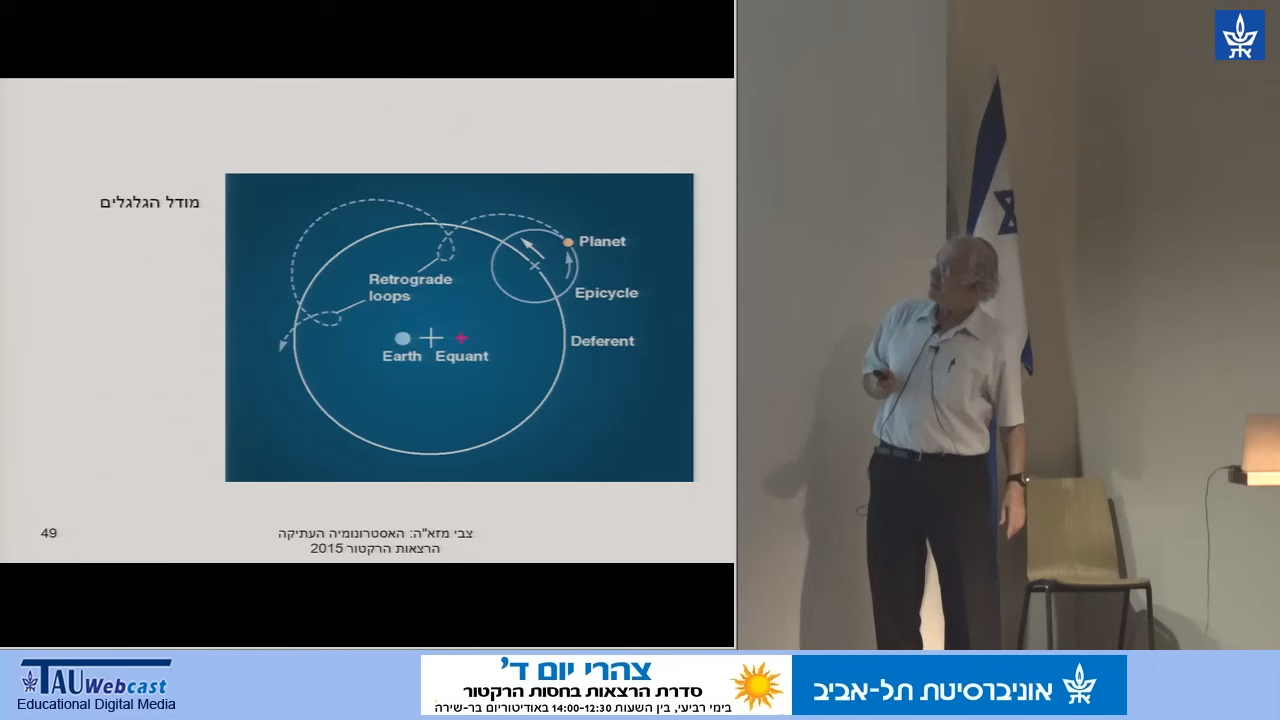 מודל הגלגלים
Planet
Retrograde
loops
Epicycle
Earth
Equant
Deferent
49
צבי מזא"ה: האסטרונומיה העתיקה
הרצאות הרקטור 2015
TAU Webcast
Educational Digital Media
צהרי יום ד'
סדרת הרצאות בחסות הרקטור
בימי רביעי, בין השעות 14:00-12:30 באודיטוריום בר-שירה
אוניברסיטת תל-אביב